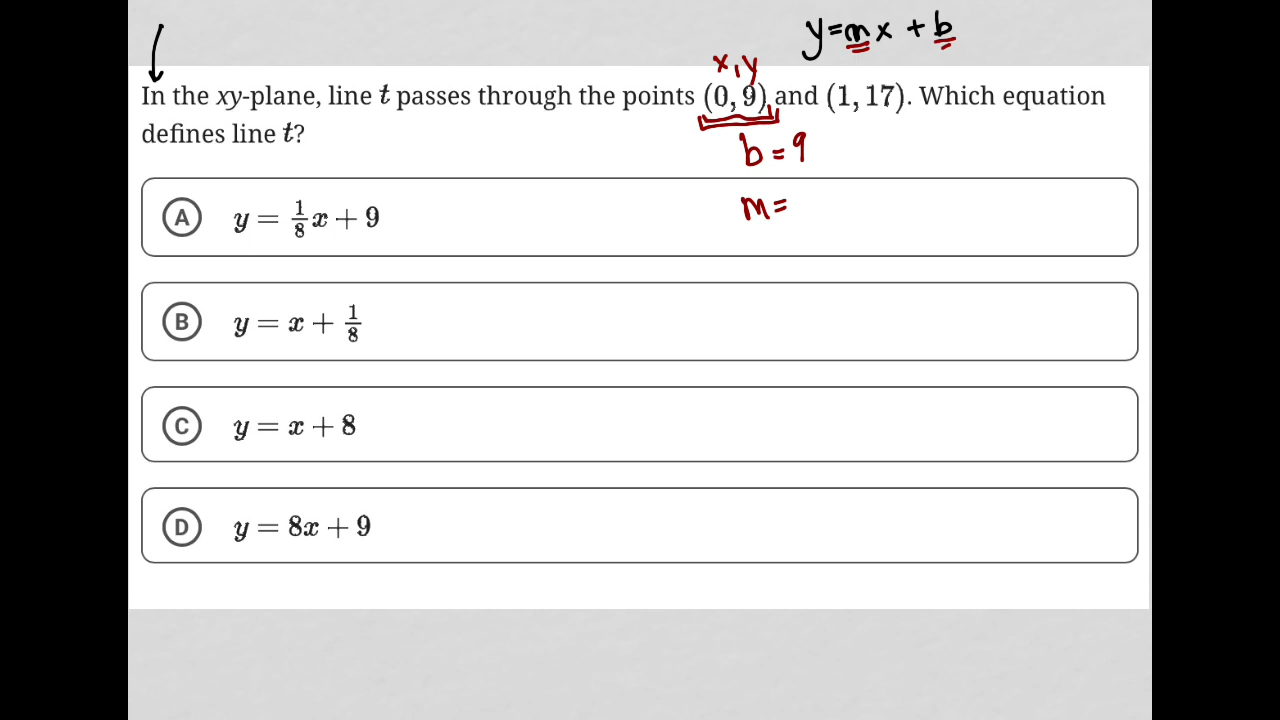 y=mx + b
x, y
In the xy-plane, line t passes through the points (0, 9) and (1, 17). Which equation
defines line t?
b = 9
m =
A y = 1/8 x + 9
B y = x + 1/8
C y = x + 8
D y = 8x + 9